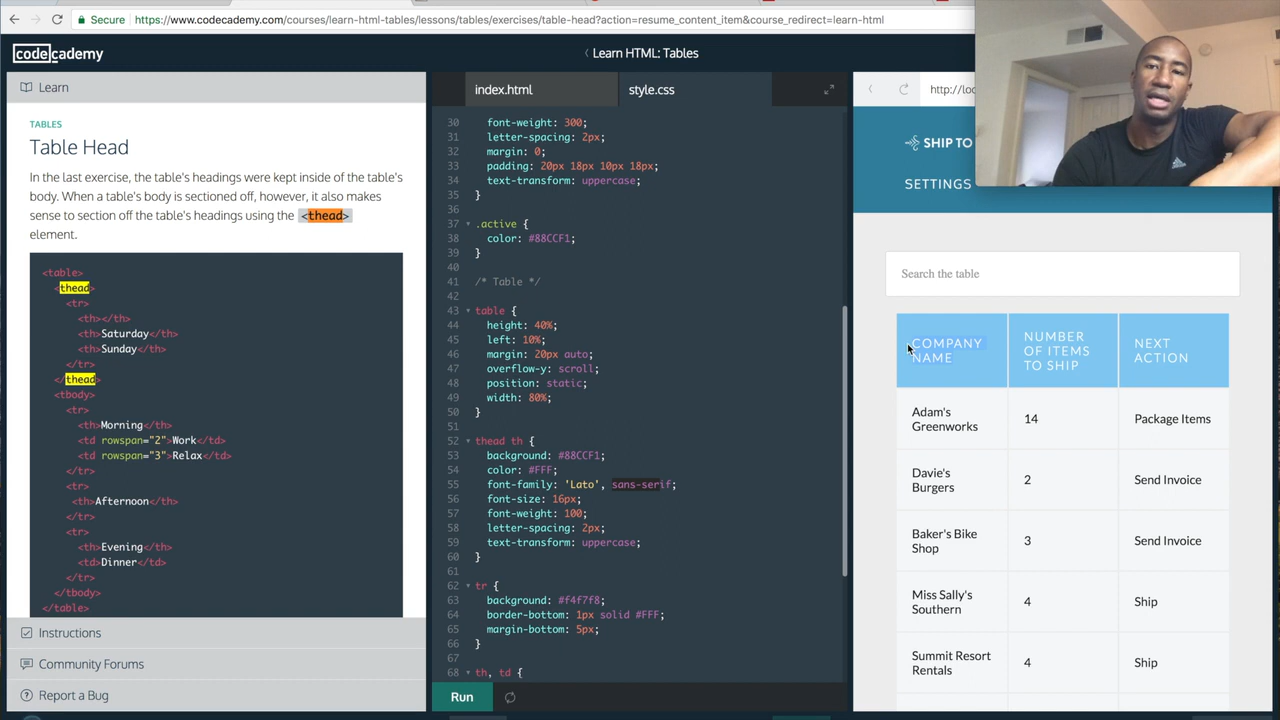 Secure
https://www.codecademy.com/courses/learn-html-tables/lessons/tables/exercises/table-head?action=resume_content_item&course_redirect=learn-html
codecademy
Learn HTML: Tables
Learn
TABLES
Table Head
In the last exercise, the table's headings were kept inside of the table's
body. When a table's body is sectioned off, however, it also makes
sense to section off the table's headings using the <thead>
element.
<table>
<thead>
<tr>
<th></th>
<th>Saturday</th>
<th>Sunday</th>
</tr>
</thead>
<tbody>
<tr>
<th>Morning</th>
<td rowspan="2">Work</td>
<td rowspan="3">Relax</td>
</tr>
<tr>
<th>Afternoon</th>
</tr>
<tr>
<th>Evening</th>
<td>Dinner</td>
</tr>
</tbody>
</table>
Instructions
Community Forums
Report a Bug
index.html
style.css
30 font-weight: 300;
31 letter-spacing: 2px;
32 margin: 0;
33 padding: 20px 18px 10px 18px;
34 text-transform: uppercase;
35 }
36
37 .active {
38 color: #88CCF1;
39 }
40
41 /* Table */
42
43 table {
44 height: 40%;
45 left: 10%;
46 margin: 20px auto;
47 overflow-y: scroll;
48 position: static;
49 width: 80%;
50 }
51
52 thead th {
53 background: #88CCF1;
54 color: #FFF;
55 font-family: 'Lato', sans-serif;
56 font-size: 16px;
57 font-weight: 100;
58 letter-spacing: 2px;
59 text-transform: uppercase;
60 }
61
62 tr {
63 background: #f4f7f8;
64 border-bottom: 1px solid #FFF;
65 margin-bottom: 5px;
66 }
67
68 th, td {
Run
http://loc
SHIP TO
SETTINGS
Search the table
COMPANY
NAME
NUMBER
OF ITEMS
TO SHIP
NEXT
ACTION
Adam's
Greenworks
14
Package Items
Davie's
Burgers
2
Send Invoice
Baker's Bike
Shop
3
Send Invoice
Miss Sally's
Southern
4
Ship
Summit Resort
Rentals
4
Ship